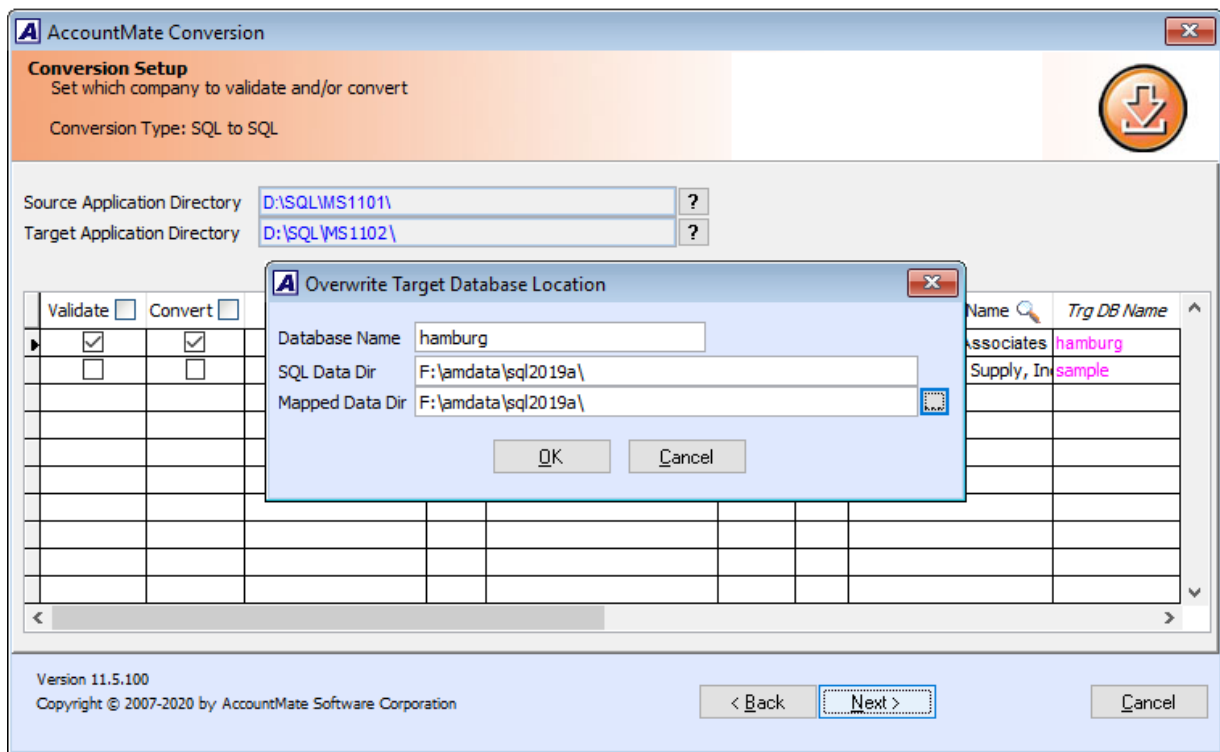 AccountMate Conversion
Conversion Setup
Set which company to validate and/or convert
Conversion Type: SQL to SQL
Source Application Directory D:\SQL\MS1101\ ?
Target Application Directory D:\SQL\MS1102\ ?
Overwrite Target Database Location
Database Name hamburg
SQL Data Dir F:\amdata\sql2019a\
Mapped Data Dir F:\amdata\sql2019a\ ...
OK Cancel
Validate Convert Name Trg DB Name
Associates hamburg
Supply, In sample
Version 11.5.100
Copyright © 2007-2020 by AccountMate Software Corporation
< Back Next > Cancel